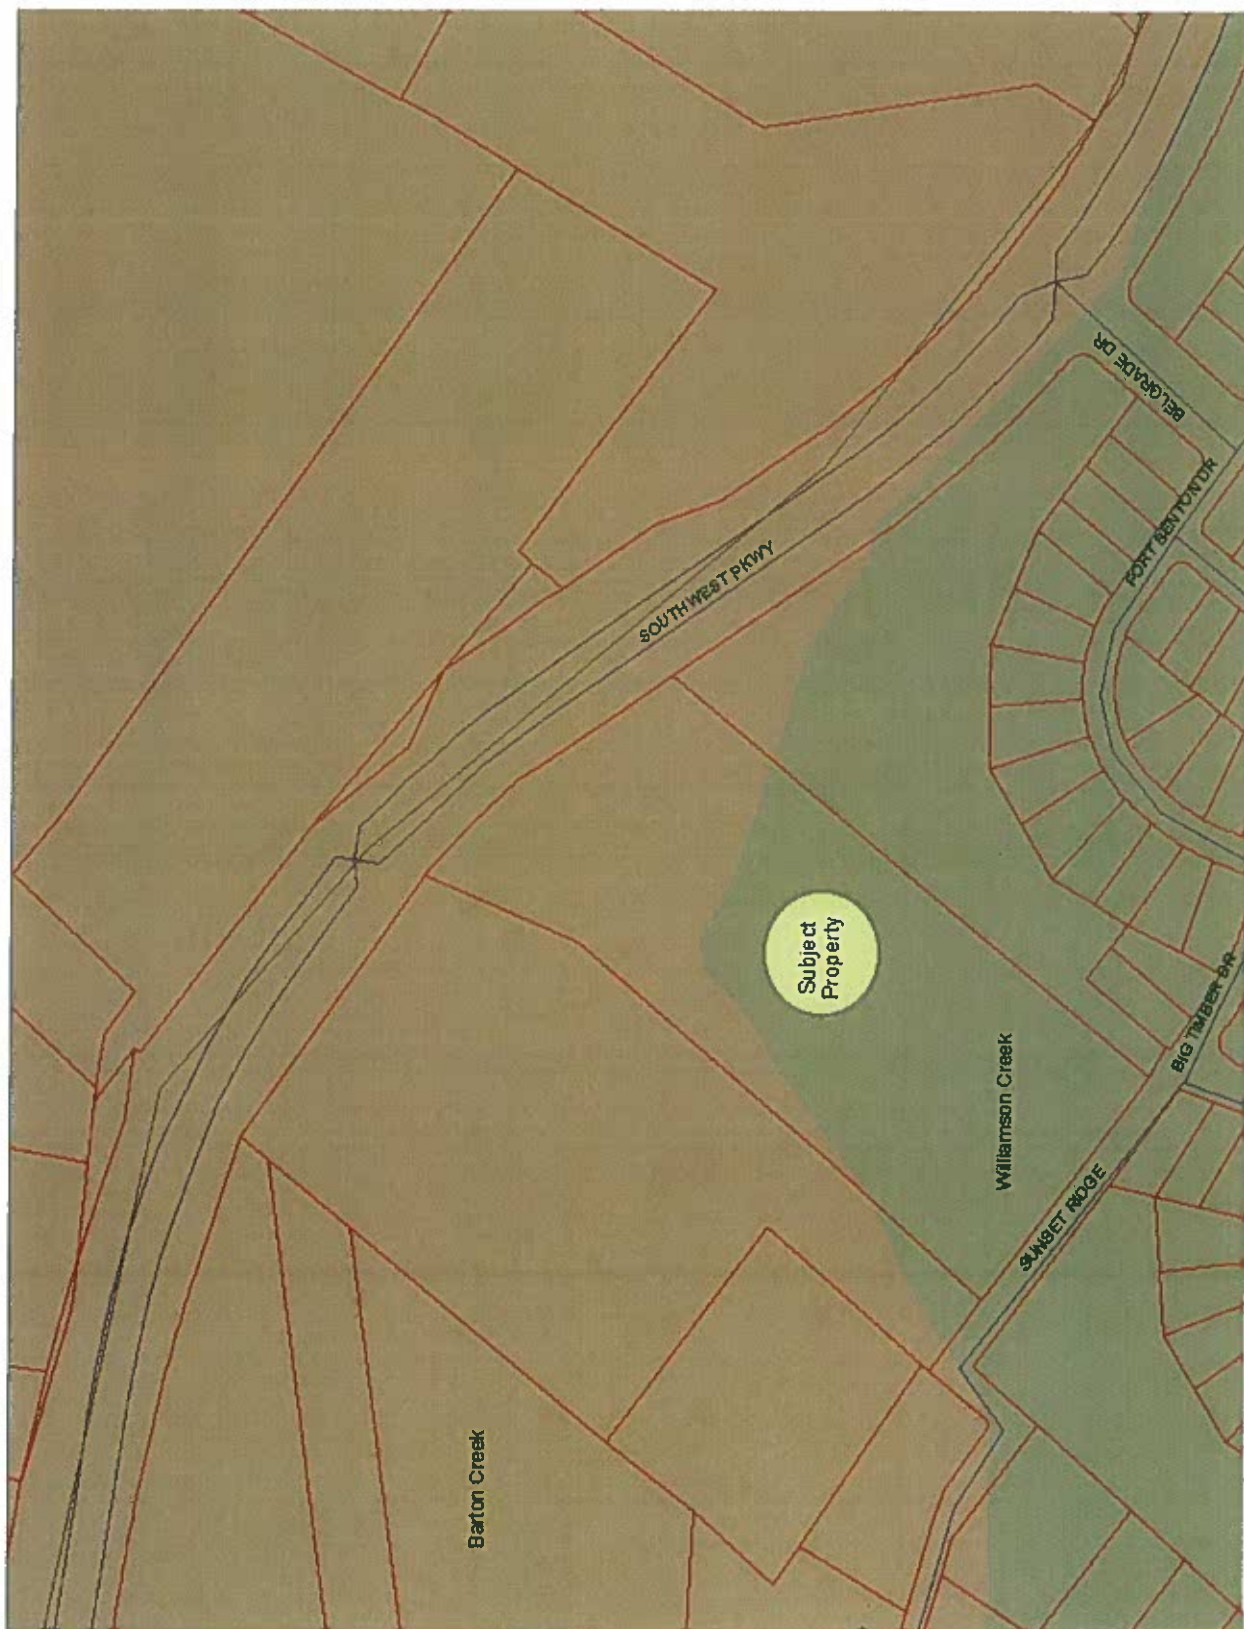 SOUTHWEST PKWY
BELGRADE DR
FORT BENTON DR
Subject
Property
BIG TIMBER DR
Williamson Creek
SUNSET RIDGE
Barton Creek